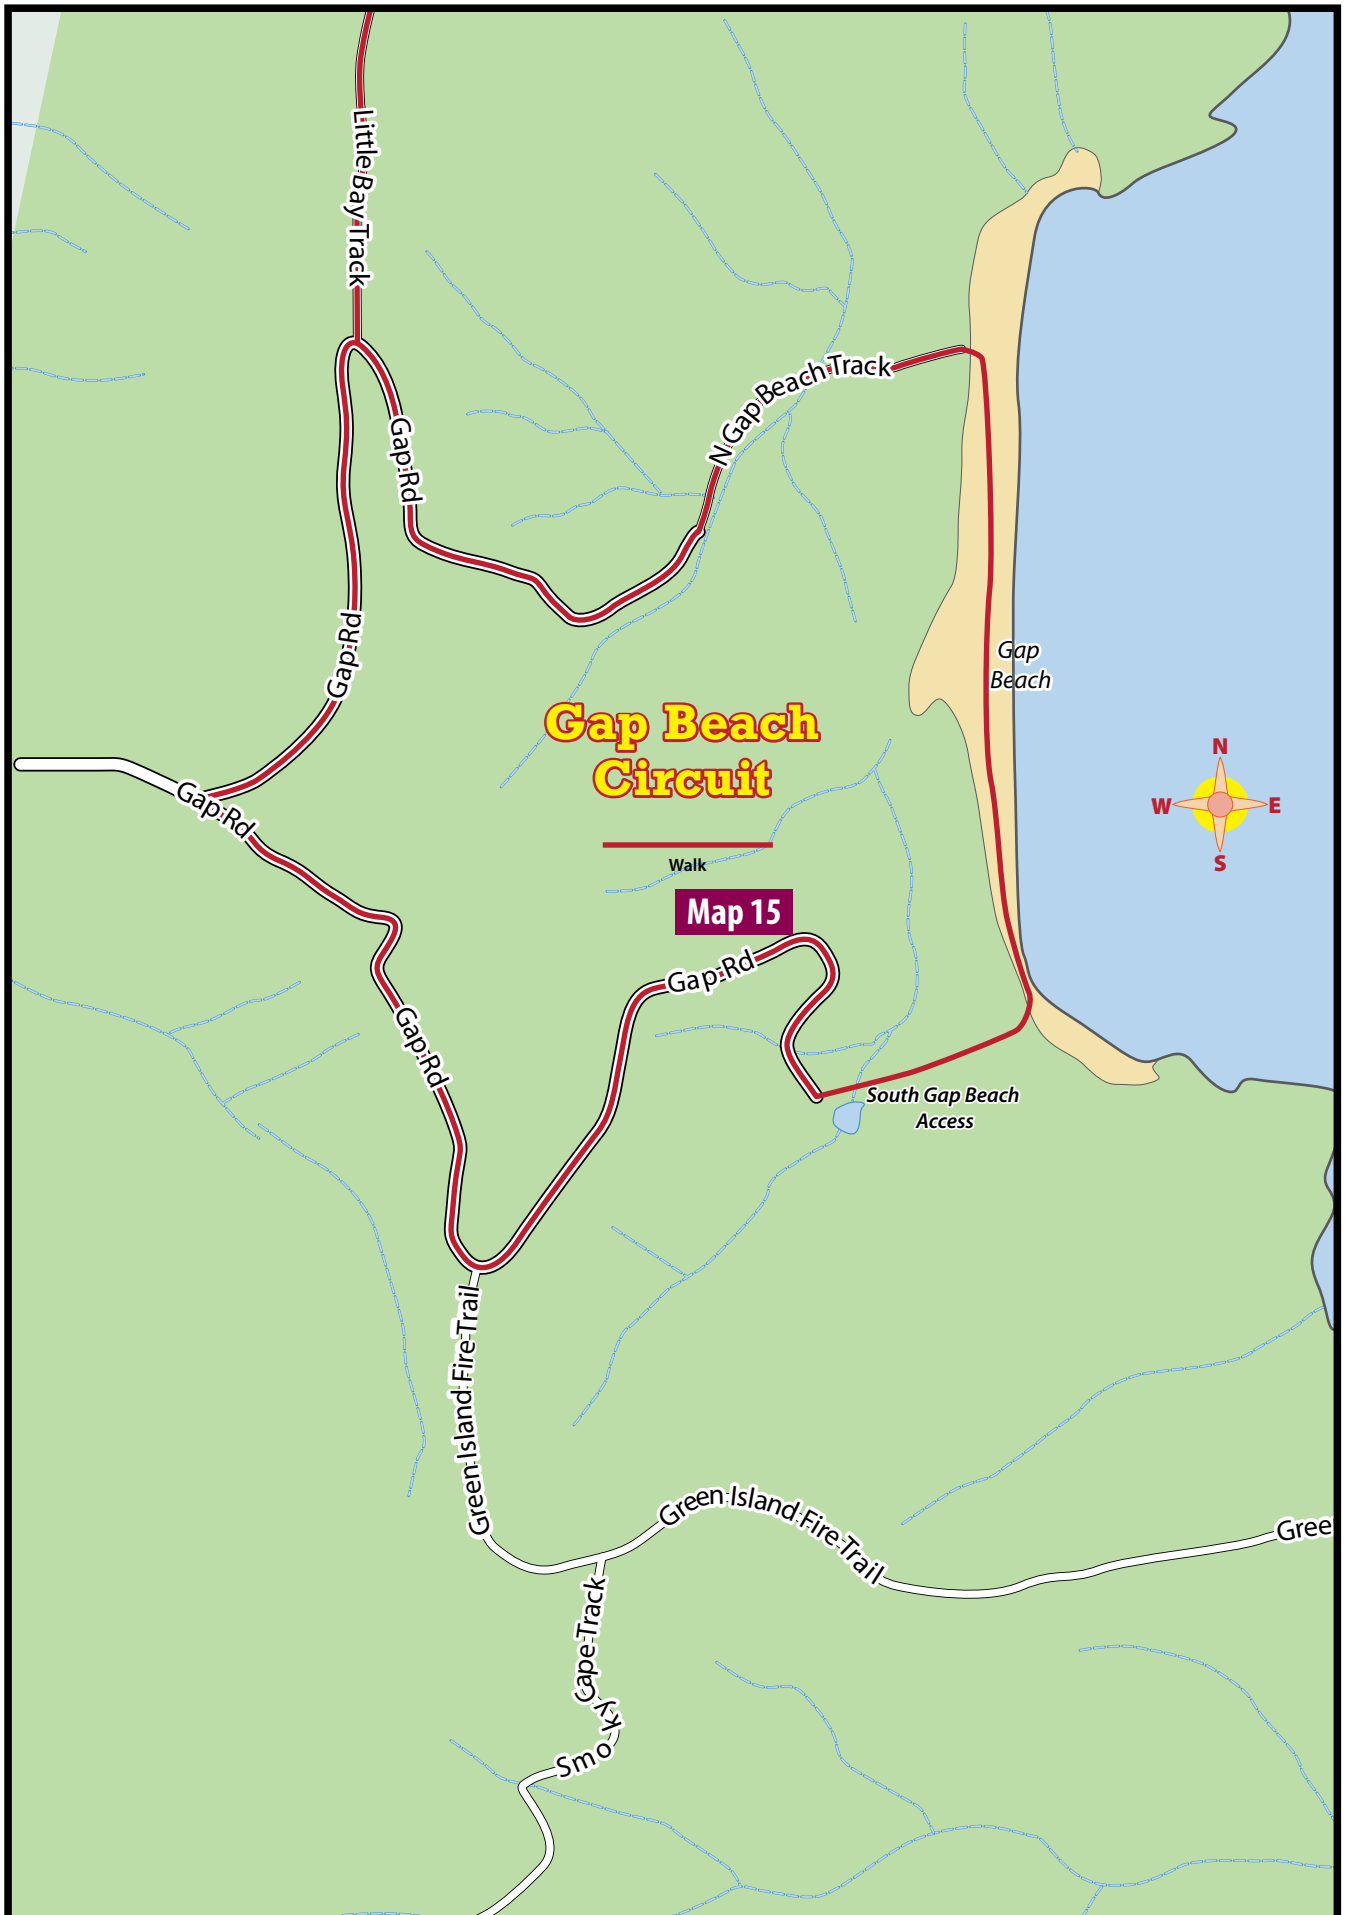 Little Bay Track
Gap Rd
N Gap Beach Track
Gap Rd
Gap
Beach
Gap Beach
Circuit
N
W
E
S
Gap Rd
Walk
Map 15
Gap Rd
Gap Rd
South Gap Beach
Access
Green Island Fire Trail
Green Island Fire Trail
Gree
Smoky Cape Track